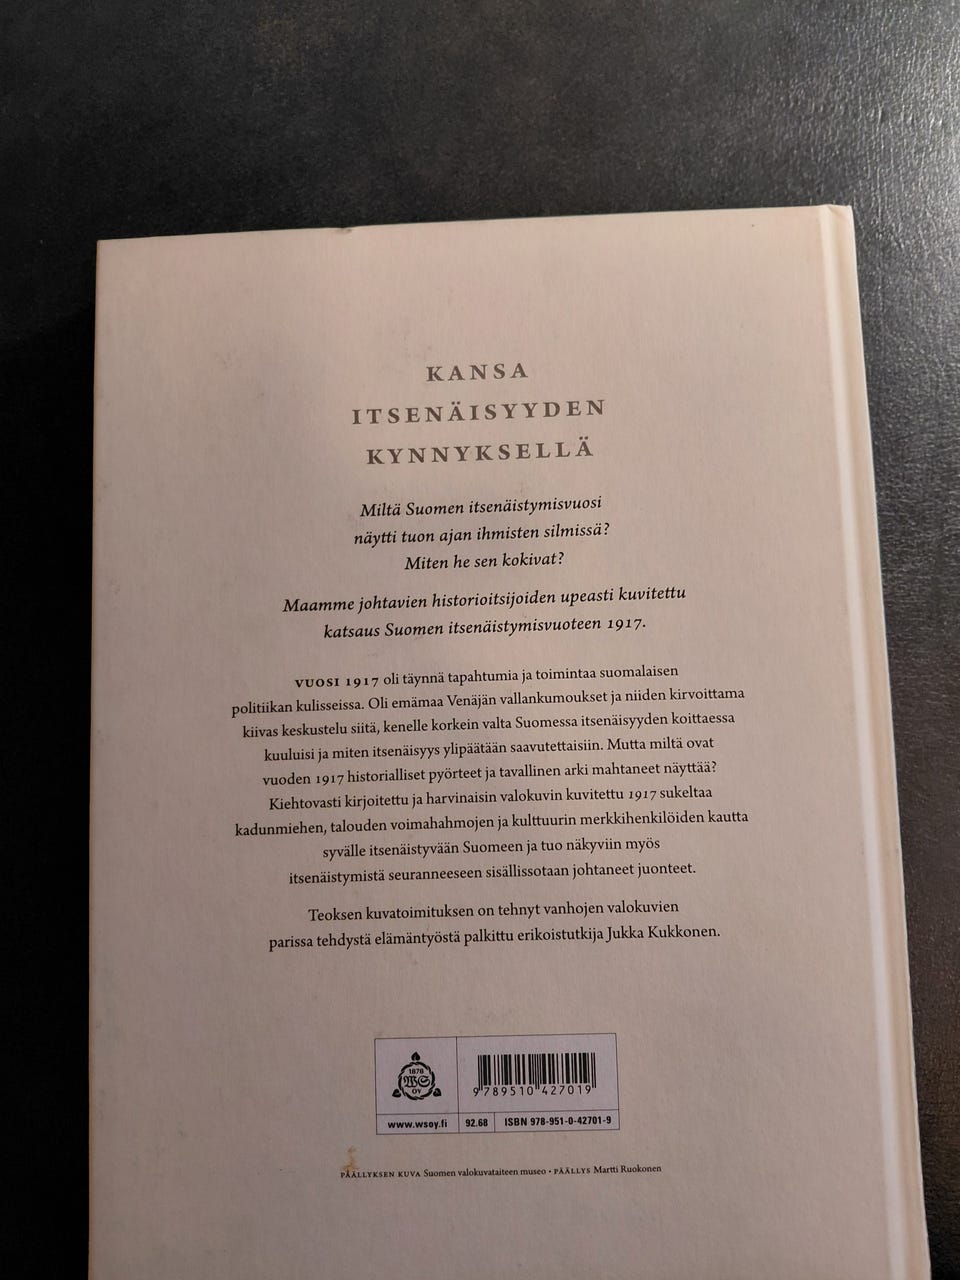 KANSA
ITSENÄISYYDEN
KYNNYKSELLÄ
Miltä Suomen itsenäistymisvuosi
näytti tuon ajan ihmisten silmissä?
Miten he sen kokivat?
Maamme johtavien historioitsijoiden upeasti kuvitettu
katsaus Suomen itsenäistymisvuoteen 1917.
VUOSI 1917 oli täynnä tapahtumia ja toimintaa suomalaisen
politiikan kulisseissa. Oli emämaa Venäjän vallankumoukset ja niiden kirvoittama
kiivas keskustelu siitä, kenelle korkein valta Suomessa itsenäisyyden koittaessa
kuuluisi ja miten itsenäisyys ylipäätään saavutettaisiin. Mutta miltä ovat
vuoden 1917 historialliset pyörteet ja tavallinen arki mahtaneet näyttää?
Kiehtovasti kirjoitettu ja harvinaisin valokuvin kuvitettu 1917 sukeltaa
kadunmiehen, talouden voimahahmojen ja kulttuurin merkkihenkilöiden kautta
syvälle itsenäistyvään Suomeen ja tuo näkyviin myös
itsenäistymistä seuranneeseen sisällissotaan johtaneet juonteet.
Teoksen kuvatoimituksen on tehnyt vanhojen valokuvien
parissa tehdystä elämäntyöstä palkittu erikoistutkija Jukka Kukkonen.
1878
WS
OY
9 789510 427019
www.wsoy.fi 92.68 ISBN 978-951-0-42701-9
PÄÄLLYKSEN KUVA Suomen valokuvataiteen museo • PÄÄLLYS Martti Ruokonen